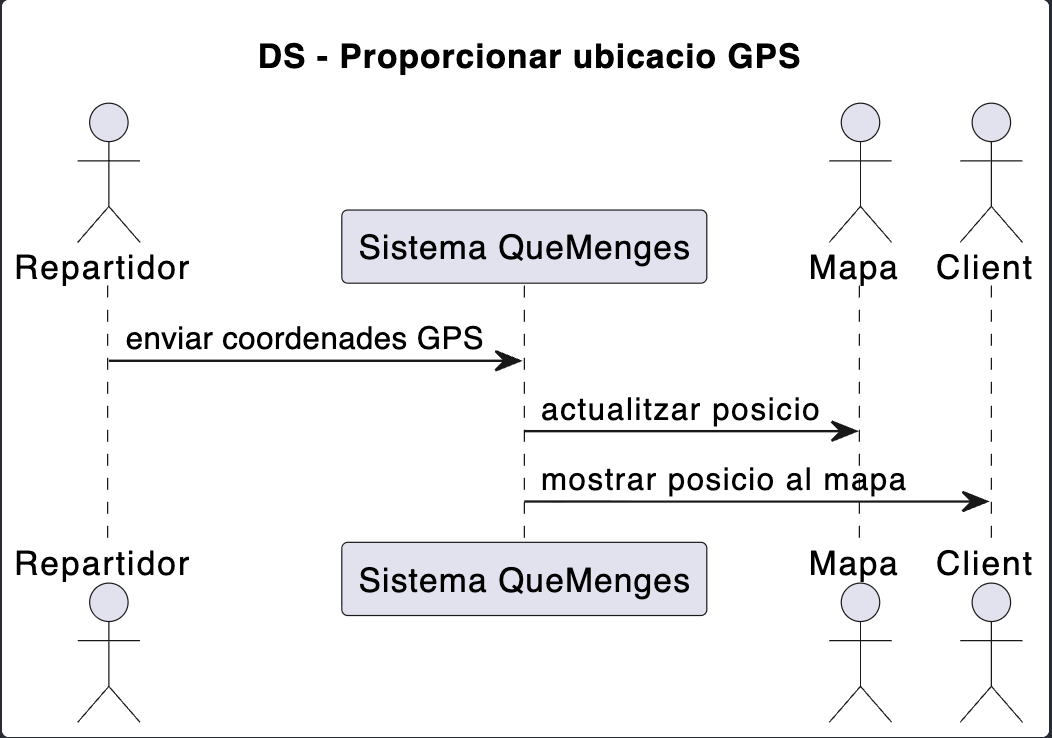 DS - Proporcionar ubicacio GPS
Repartidor
Sistema QueMenges
Mapa
Client
enviar coordenades GPS
actualitzar posicio
mostrar posicio al mapa
Repartidor
Sistema QueMenges
Mapa
Client